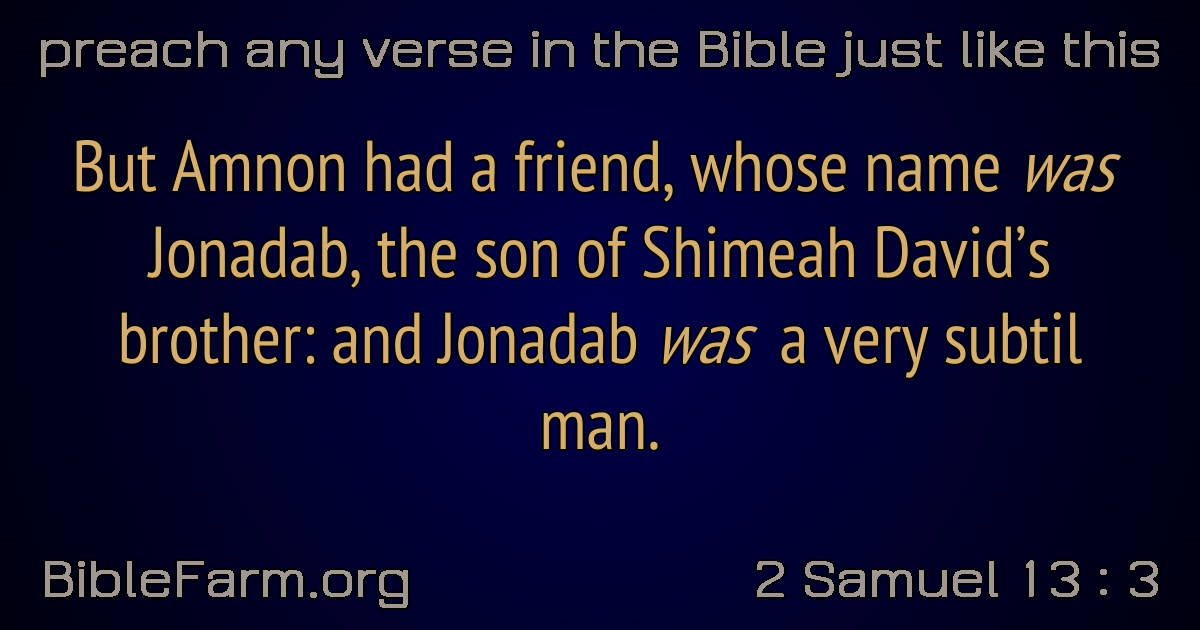 preach any verse in the Bible just like this
But Amnon had a friend, whose name was
Jonadab, the son of Shimeah David’s
brother: and Jonadab was a very subtil
man.
BibleFarm.org
2 Samuel 13 : 3